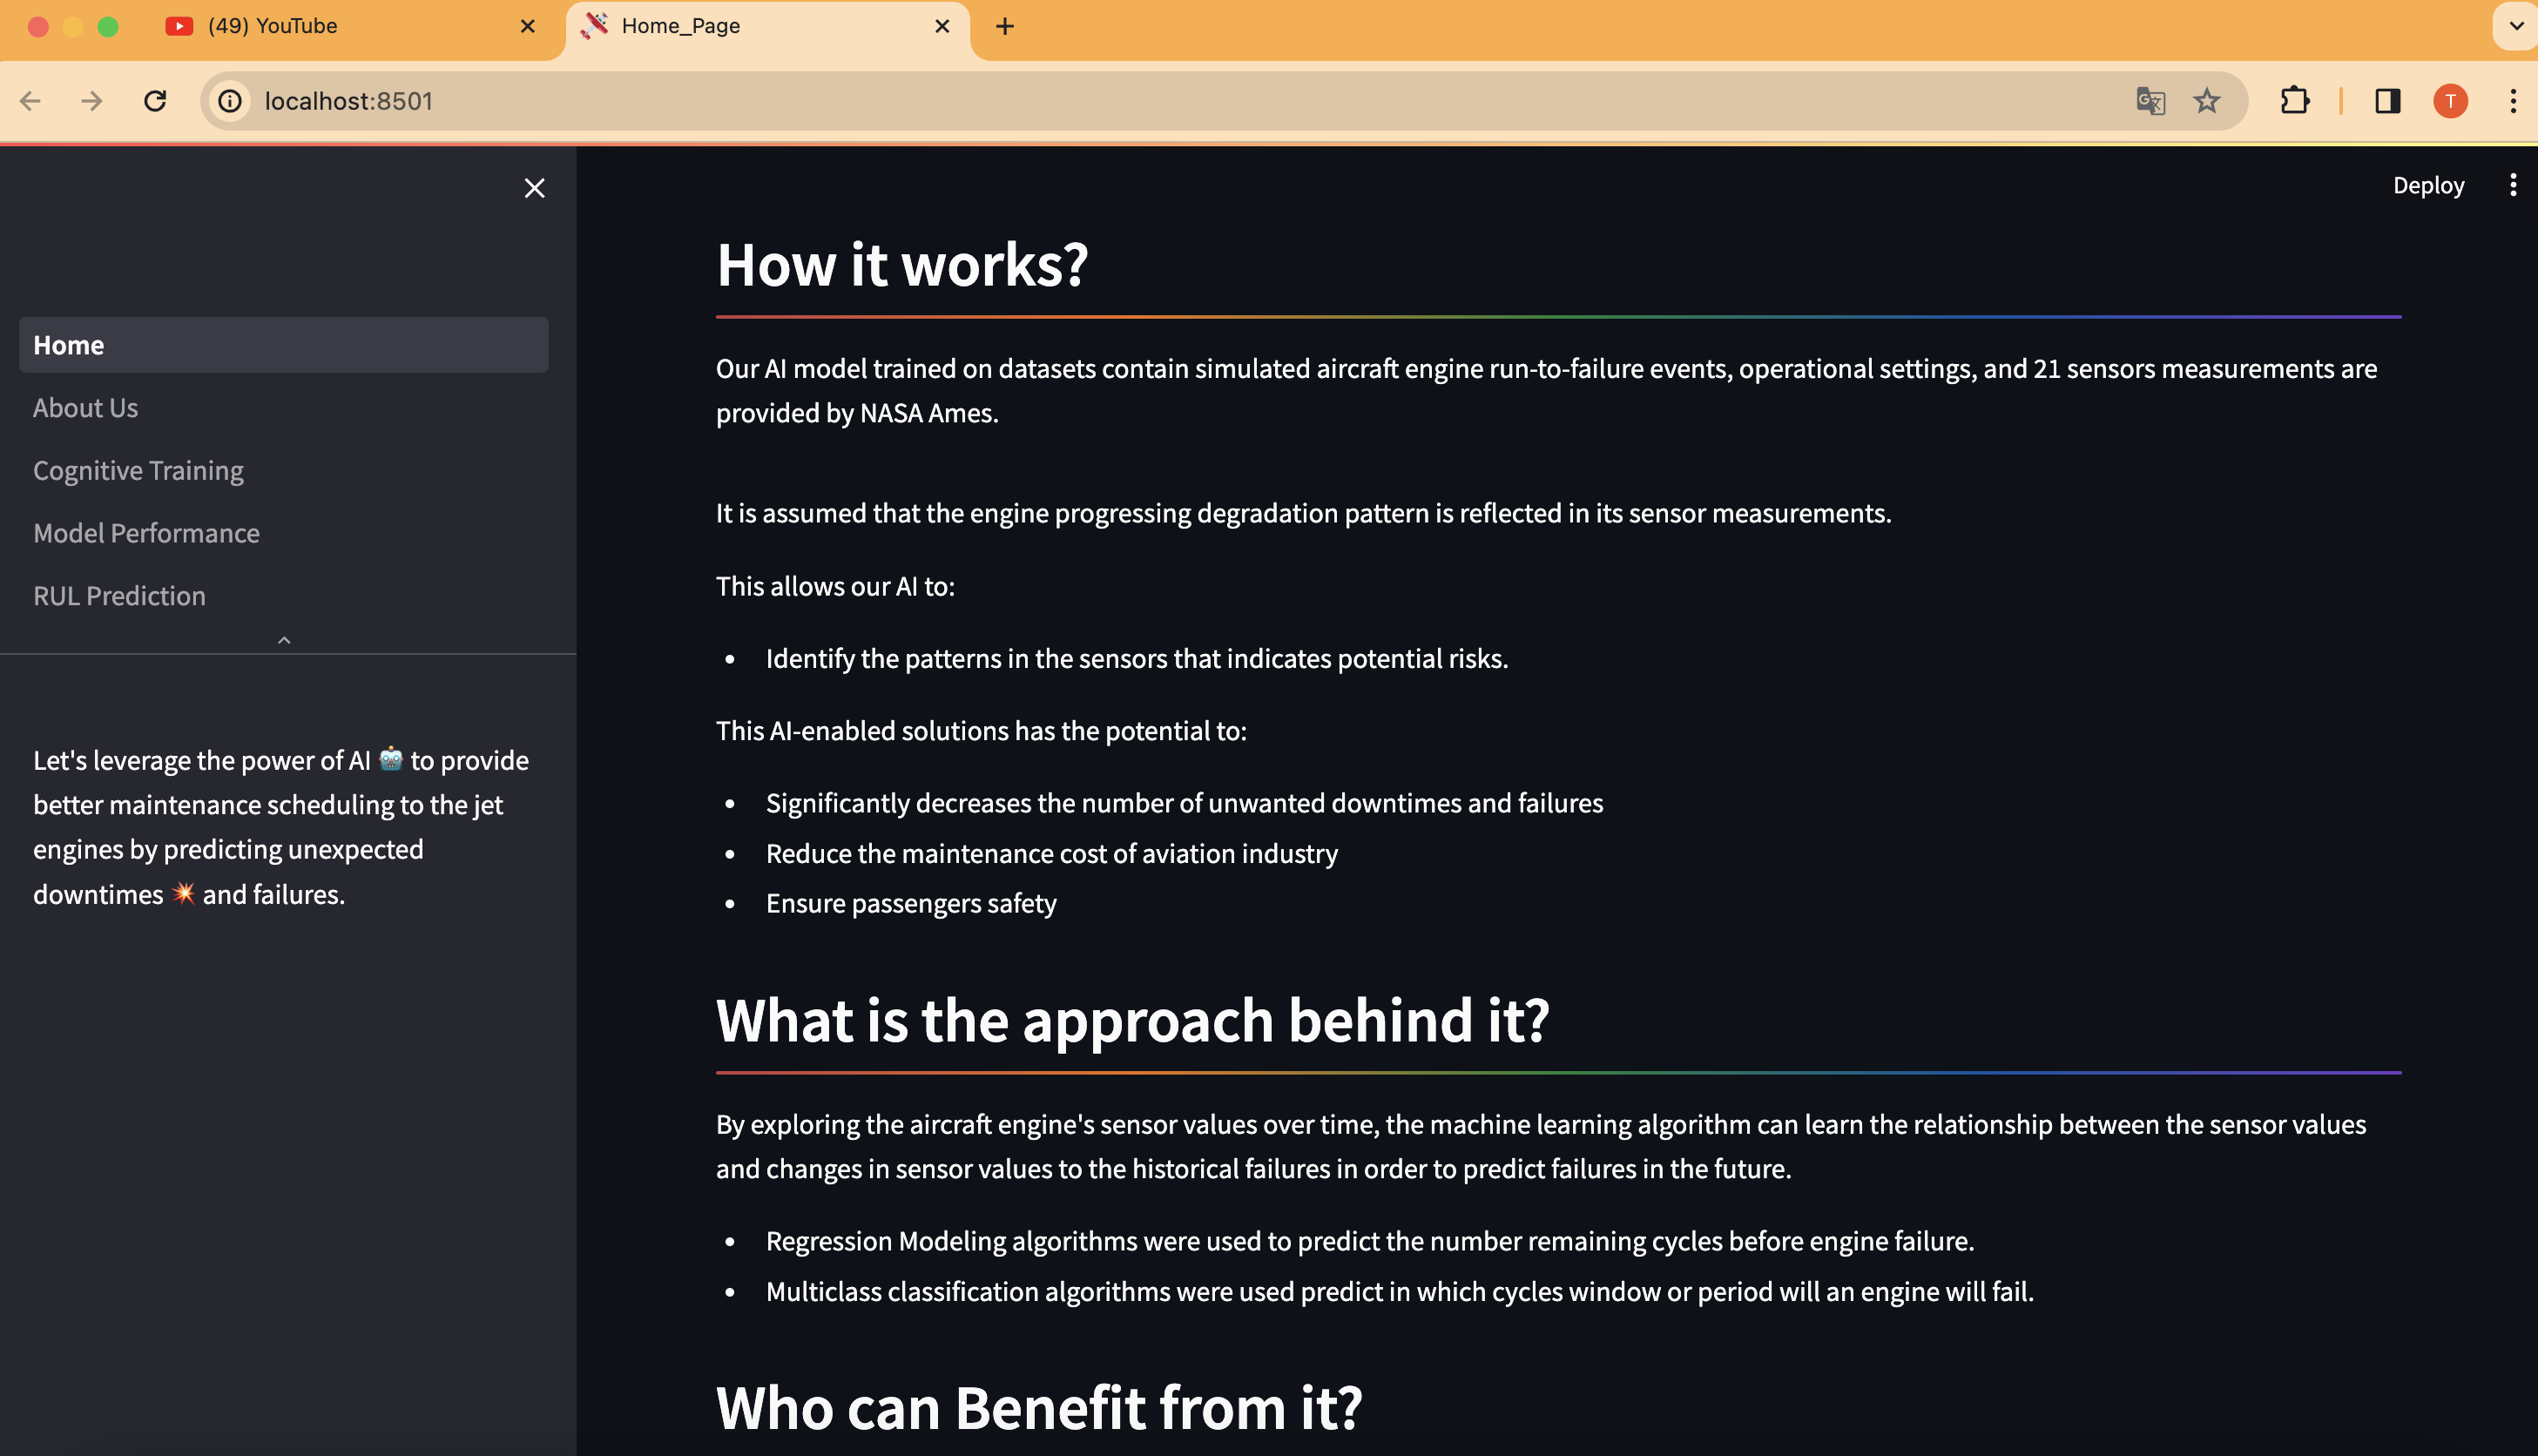 (49) YouTube
Home_Page
localhost:8501
T
Deploy
Home
About Us
Cognitive Training
Model Performance
RUL Prediction
Let's leverage the power of AI 🤖 to provide
better maintenance scheduling to the jet
engines by predicting unexpected
downtimes 💥 and failures.
How it works?
Our AI model trained on datasets contain simulated aircraft engine run-to-failure events, operational settings, and 21 sensors measurements are
provided by NASA Ames.
It is assumed that the engine progressing degradation pattern is reflected in its sensor measurements.
This allows our AI to:
• Identify the patterns in the sensors that indicates potential risks.
This AI-enabled solutions has the potential to:
• Significantly decreases the number of unwanted downtimes and failures
• Reduce the maintenance cost of aviation industry
• Ensure passengers safety
What is the approach behind it?
By exploring the aircraft engine's sensor values over time, the machine learning algorithm can learn the relationship between the sensor values
and changes in sensor values to the historical failures in order to predict failures in the future.
• Regression Modeling algorithms were used to predict the number remaining cycles before engine failure.
• Multiclass classification algorithms were used predict in which cycles window or period will an engine will fail.
Who can Benefit from it?